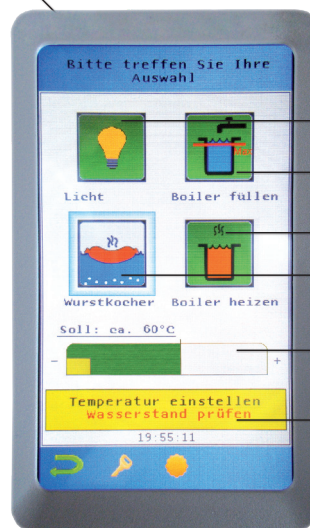 Bitte treffen Sie Ihre
Auswahl
Licht
Boiler füllen
Wurstkocher
Boiler heizen
Soll: ca. 60°C
- +
Temperatur einstellen
Wasserstand prüfen
19:55:11